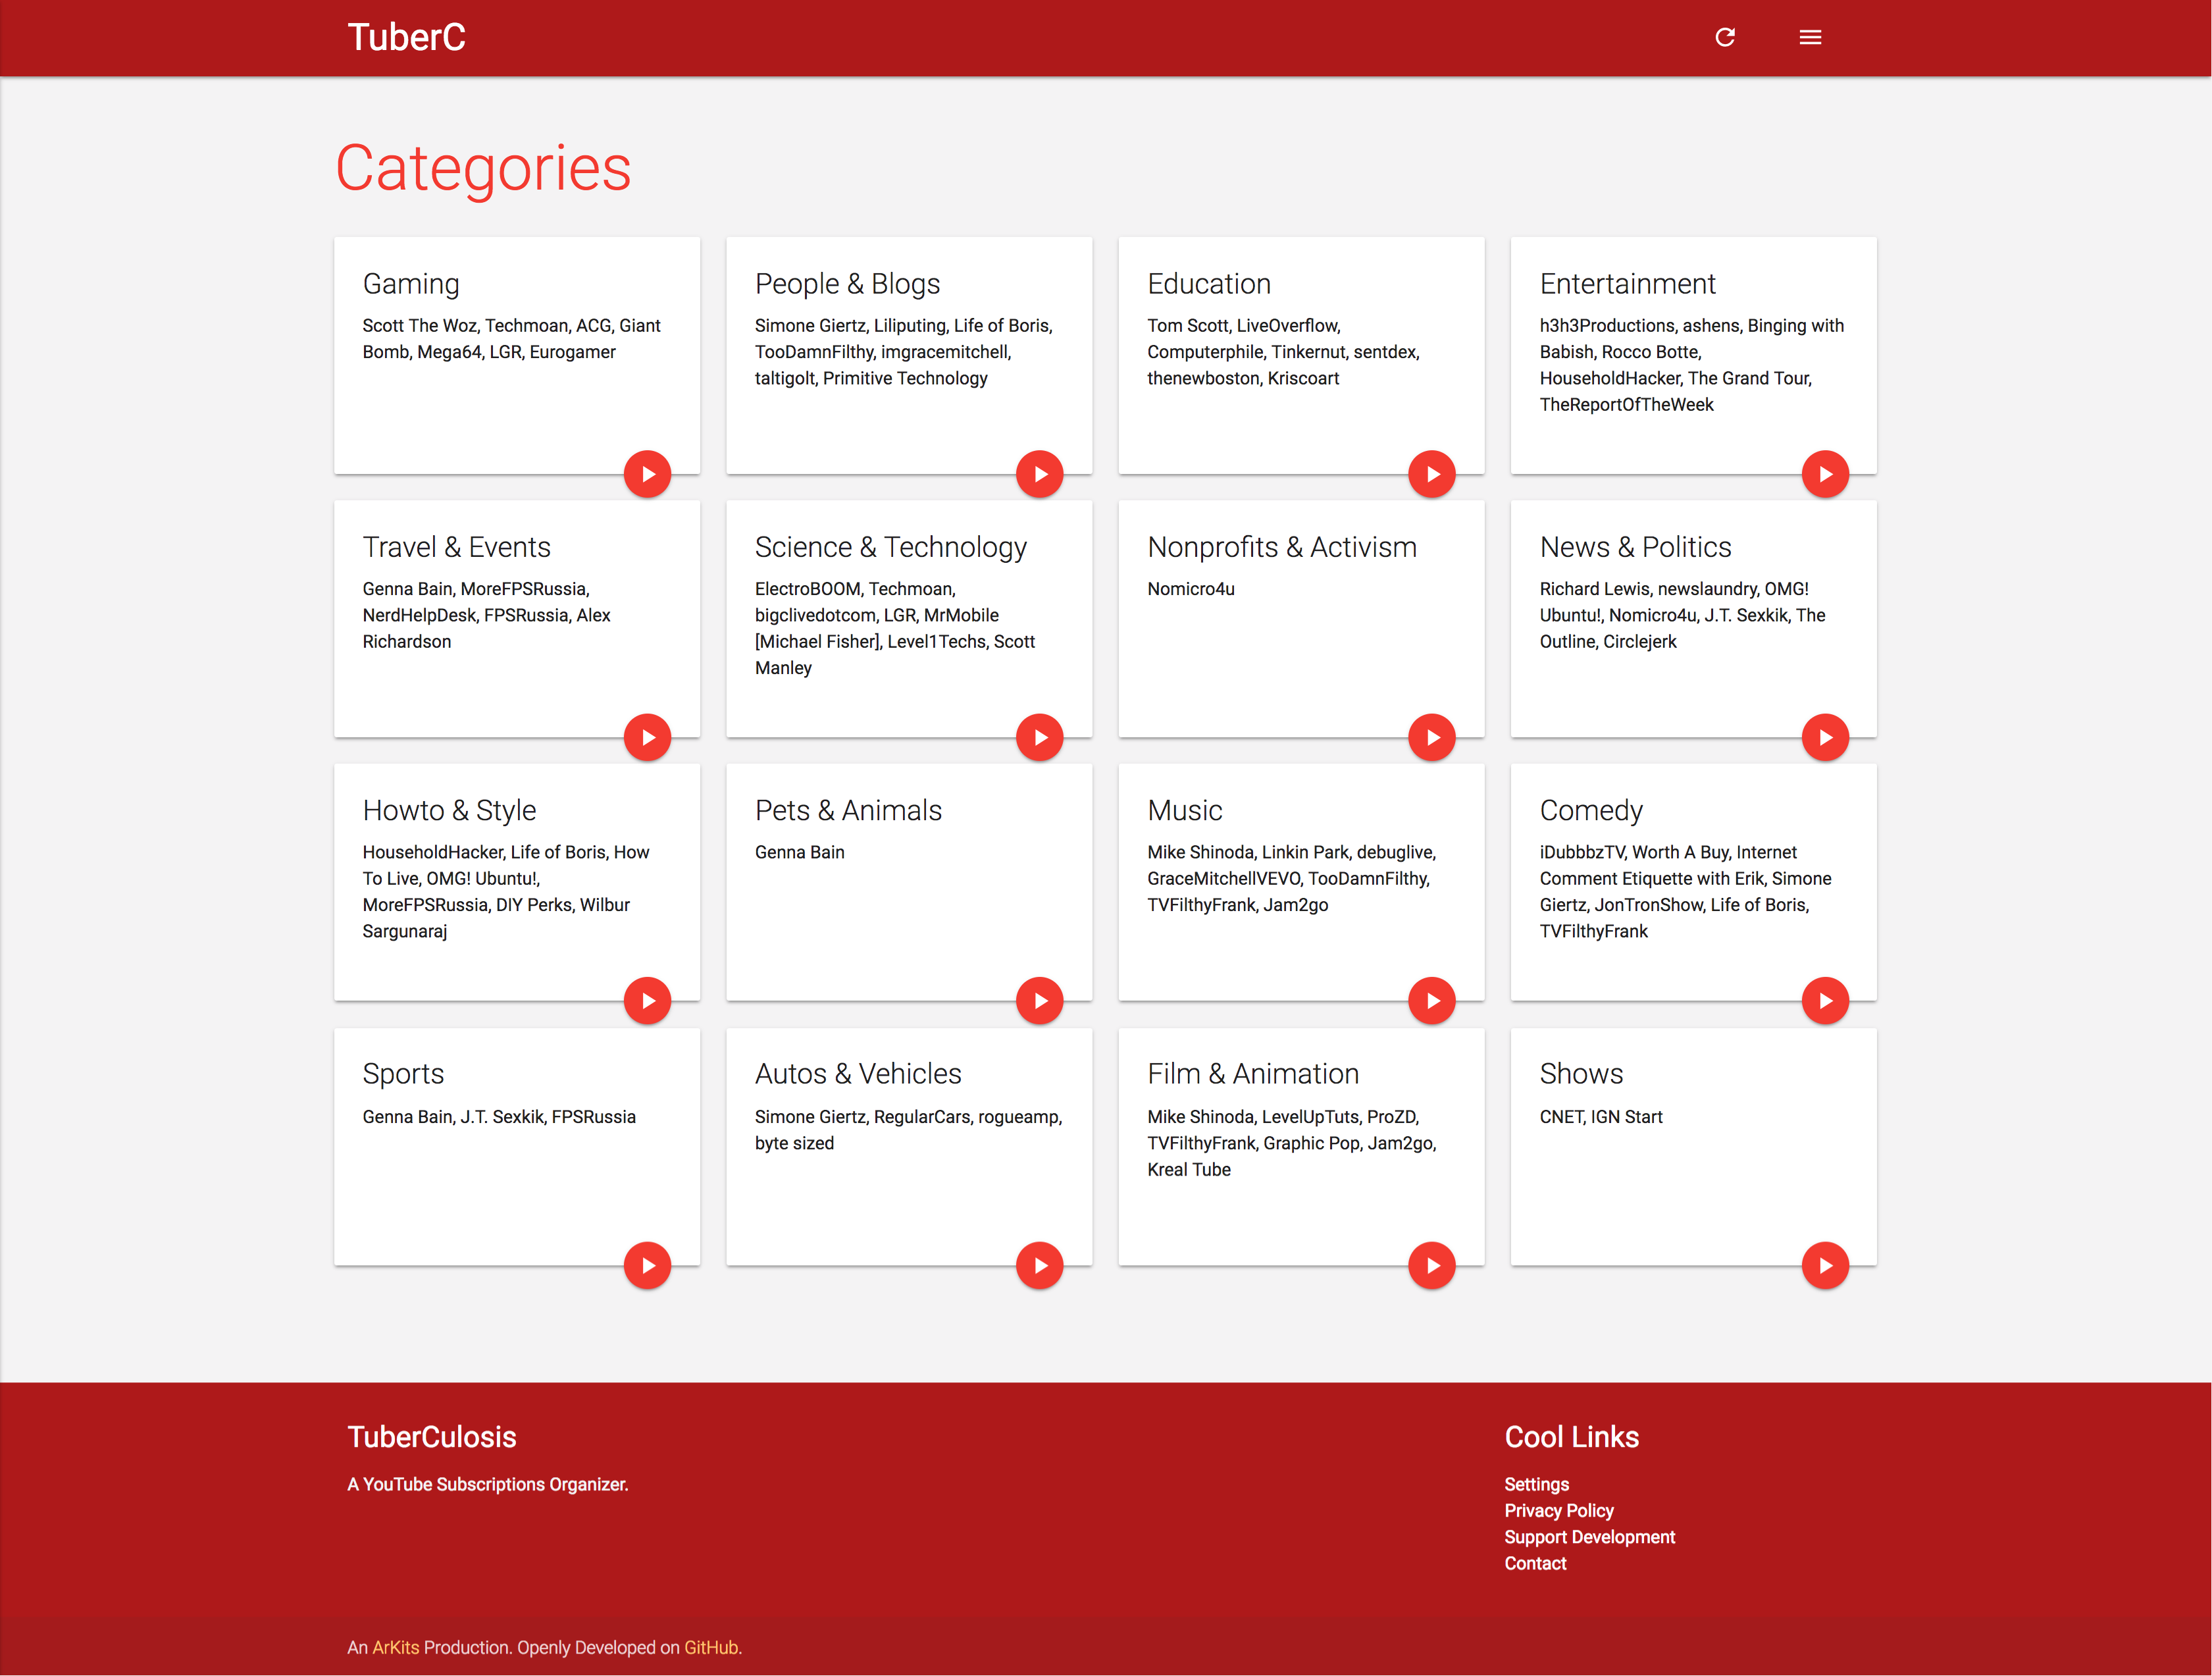 TuberC
Categories
Gaming
Scott The Woz, Techmoan, ACG, Giant
Bomb, Mega64, LGR, Eurogamer
People & Blogs
Simone Giertz, Liliputing, Life of Boris,
TooDamnFilthy, imgracemitchell,
taltigolt, Primitive Technology
Education
Tom Scott, LiveOverflow,
Computerphile, Tinkernut, sentdex,
thenewboston, Kriscoart
Entertainment
h3h3Productions, ashens, Binging with
Babish, Rocco Botte,
HouseholdHacker, The Grand Tour,
TheReportOfTheWeek
Travel & Events
Genna Bain, MoreFPSRussia,
NerdHelpDesk, FPSRussia, Alex
Richardson
Science & Technology
ElectroBOOM, Techmoan,
bigclivedotcom, LGR, MrMobile
[Michael Fisher], Level1Techs, Scott
Manley
Nonprofits & Activism
Nomicro4u
News & Politics
Richard Lewis, newslaundry, OMG!
Ubuntu!, Nomicro4u, J.T. Sexkik, The
Outline, Circlejerk
Howto & Style
HouseholdHacker, Life of Boris, How
To Live, OMG! Ubuntu!,
MoreFPSRussia, DIY Perks, Wilbur
Sargunaraj
Pets & Animals
Genna Bain
Music
Mike Shinoda, Linkin Park, debuglive,
GraceMitchellVEVO, TooDamnFilthy,
TVFilthyFrank, Jam2go
Comedy
iDubbbzTV, Worth A Buy, Internet
Comment Etiquette with Erik, Simone
Giertz, JonTronShow, Life of Boris,
TVFilthyFrank
Sports
Genna Bain, J.T. Sexkik, FPSRussia
Autos & Vehicles
Simone Giertz, RegularCars, rogueamp,
byte sized
Film & Animation
Mike Shinoda, LevelUpTuts, ProZD,
TVFilthyFrank, Graphic Pop, Jam2go,
Kreal Tube
Shows
CNET, IGN Start
TuberCulosis
A YouTube Subscriptions Organizer.
Cool Links
Settings
Privacy Policy
Support Development
Contact
An ArKits Production. Openly Developed on GitHub.